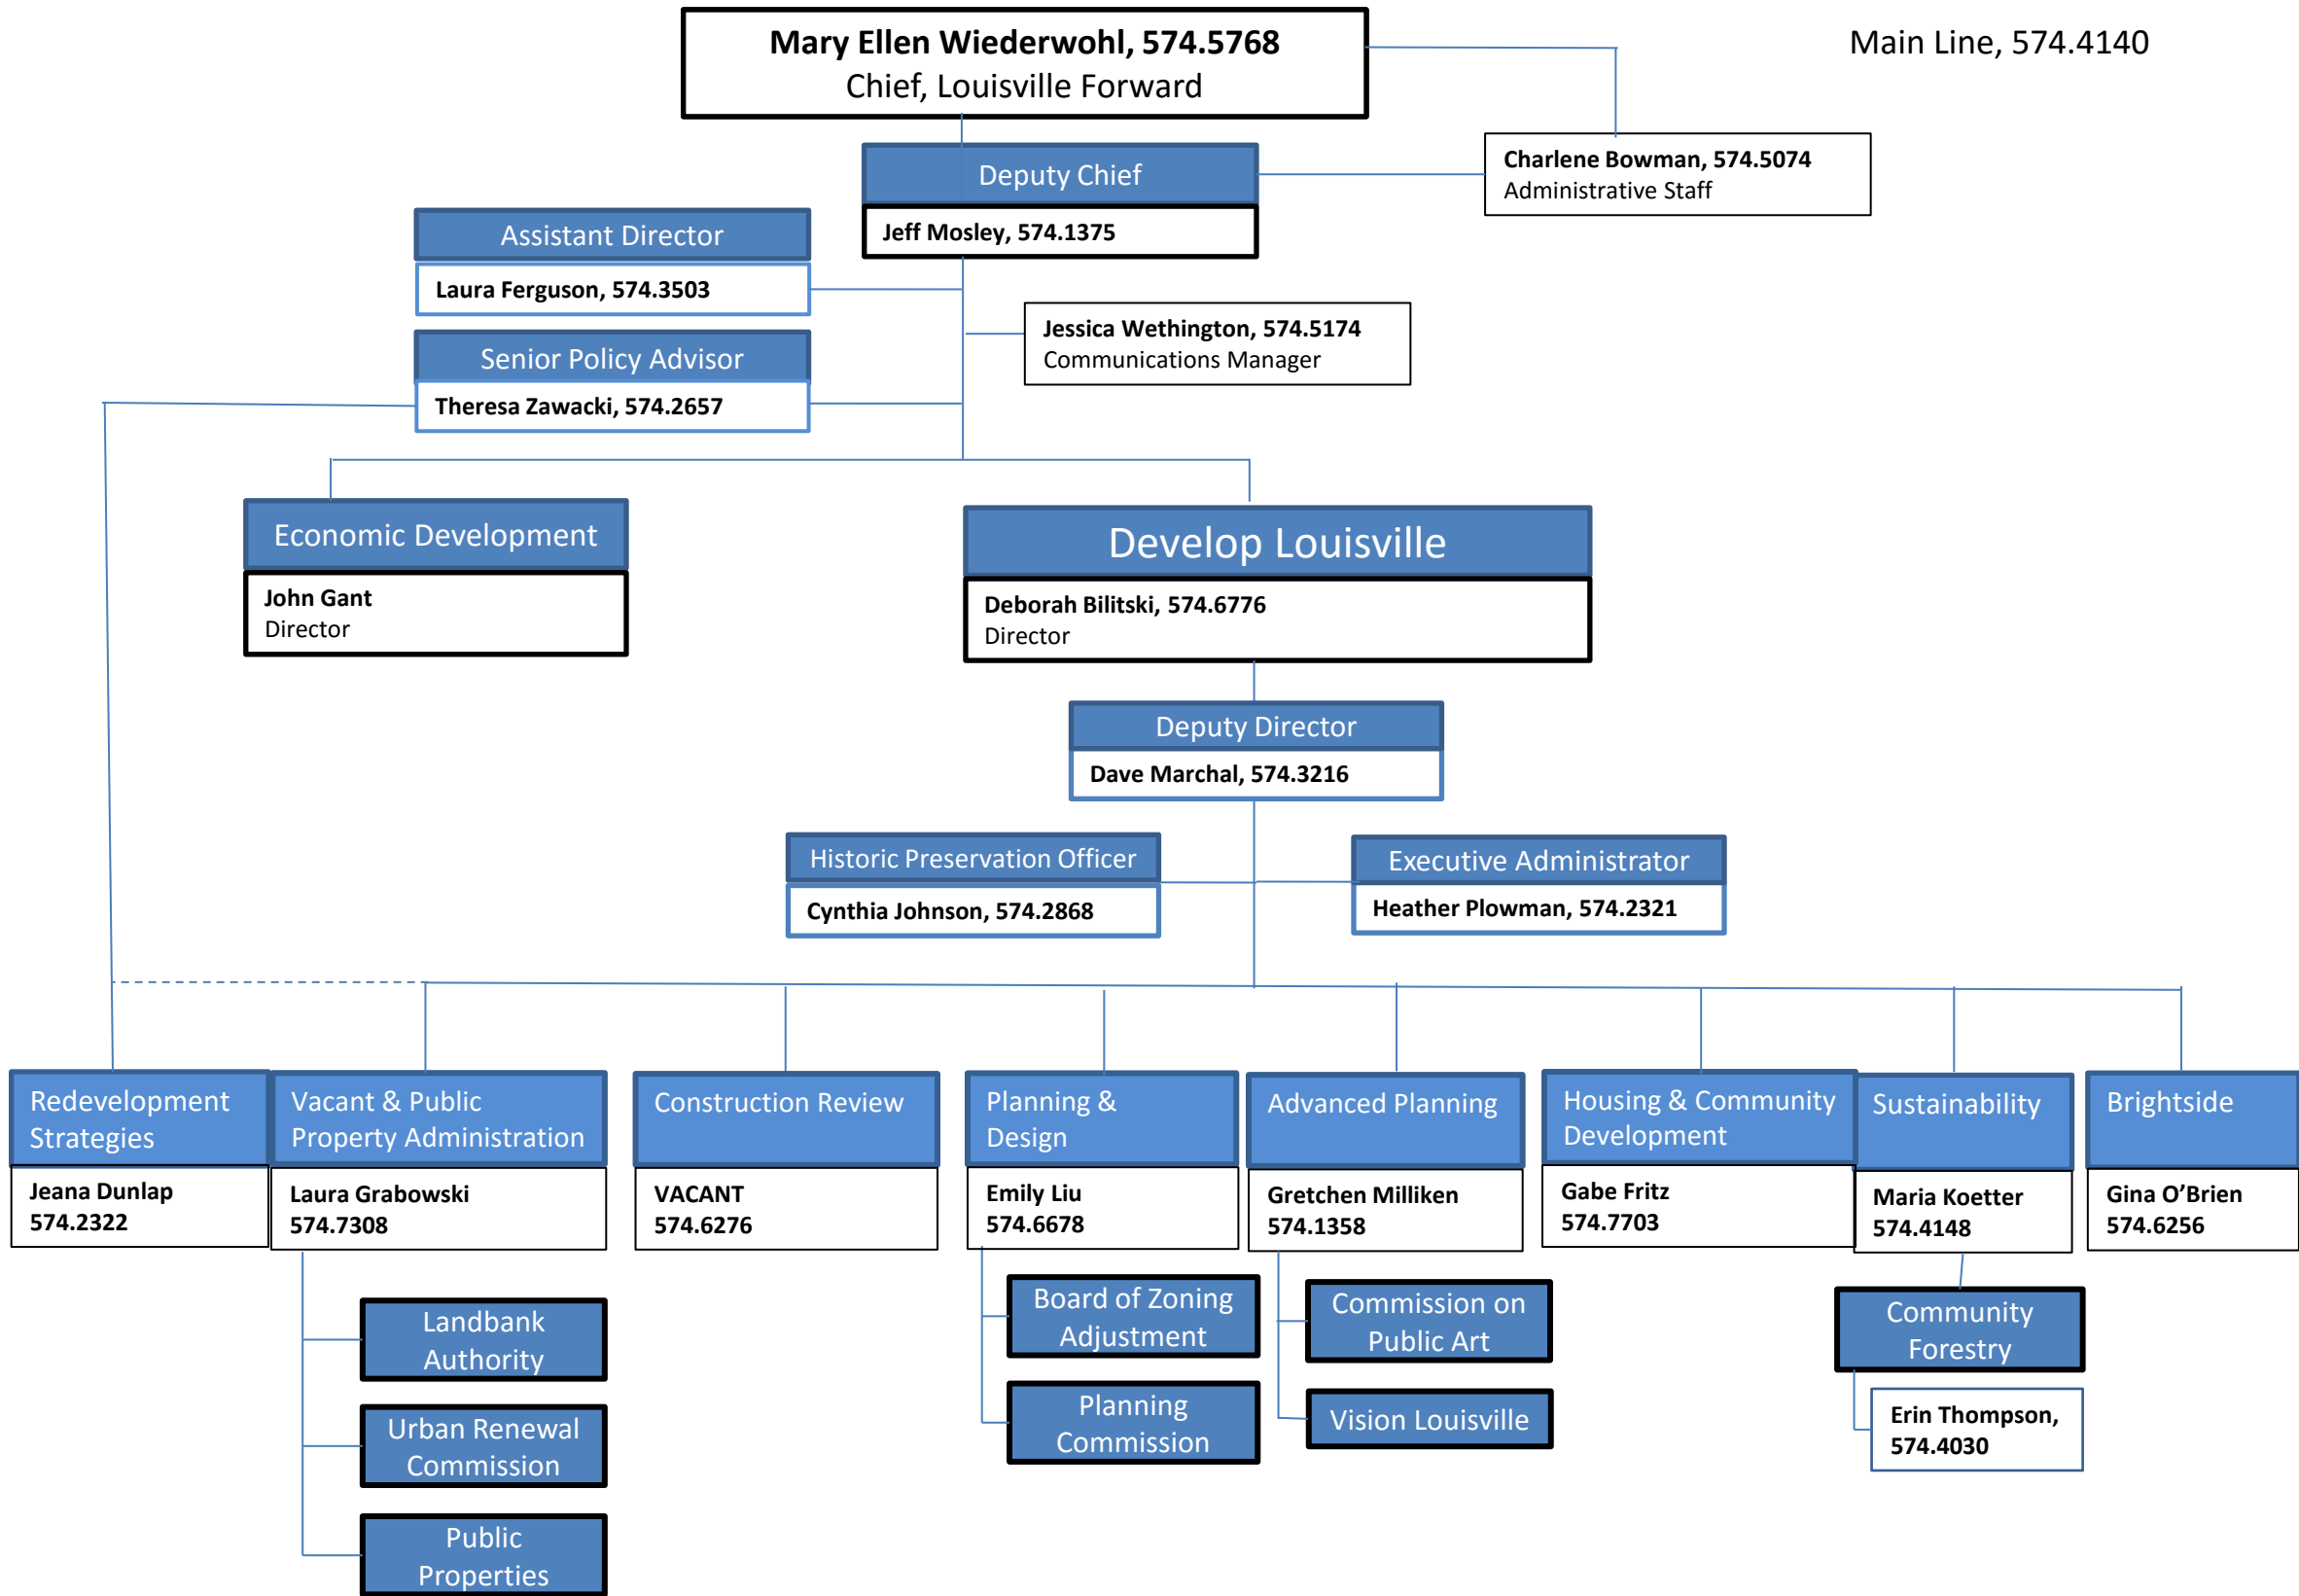 Mary Ellen Wiederwohl, 574.5768
Chief, Louisville Forward
Main Line, 574.4140
Deputy Chief
Jeff Mosley, 574.1375
Charlene Bowman, 574.5074
Administrative Staff
Assistant Director
Laura Ferguson, 574.3503
Jessica Wethington, 574.5174
Communications Manager
Senior Policy Advisor
Theresa Zawacki, 574.2657
Economic Development
John Gant
Director
Develop Louisville
Deborah Bilitski, 574.6776
Director
Deputy Director
Dave Marchal, 574.3216
Historic Preservation Officer
Cynthia Johnson, 574.2868
Executive Administrator
Heather Plowman, 574.2321
Redevelopment
Strategies
Jeana Dunlap
574.2322
Vacant & Public
Property Administration
Laura Grabowski
574.7308
Landbank
Authority
Urban Renewal
Commission
Public
Properties
Construction Review
VACANT
574.6276
Planning &
Design
Emily Liu
574.6678
Board of Zoning
Adjustment
Planning
Commission
Advanced Planning
Gretchen Milliken
574.1358
Commission on
Public Art
Vision Louisville
Housing & Community
Development
Gabe Fritz
574.7703
Sustainability
Maria Koetter
574.4148
Community
Forestry
Erin Thompson,
574.4030
Brightside
Gina O’Brien
574.6256